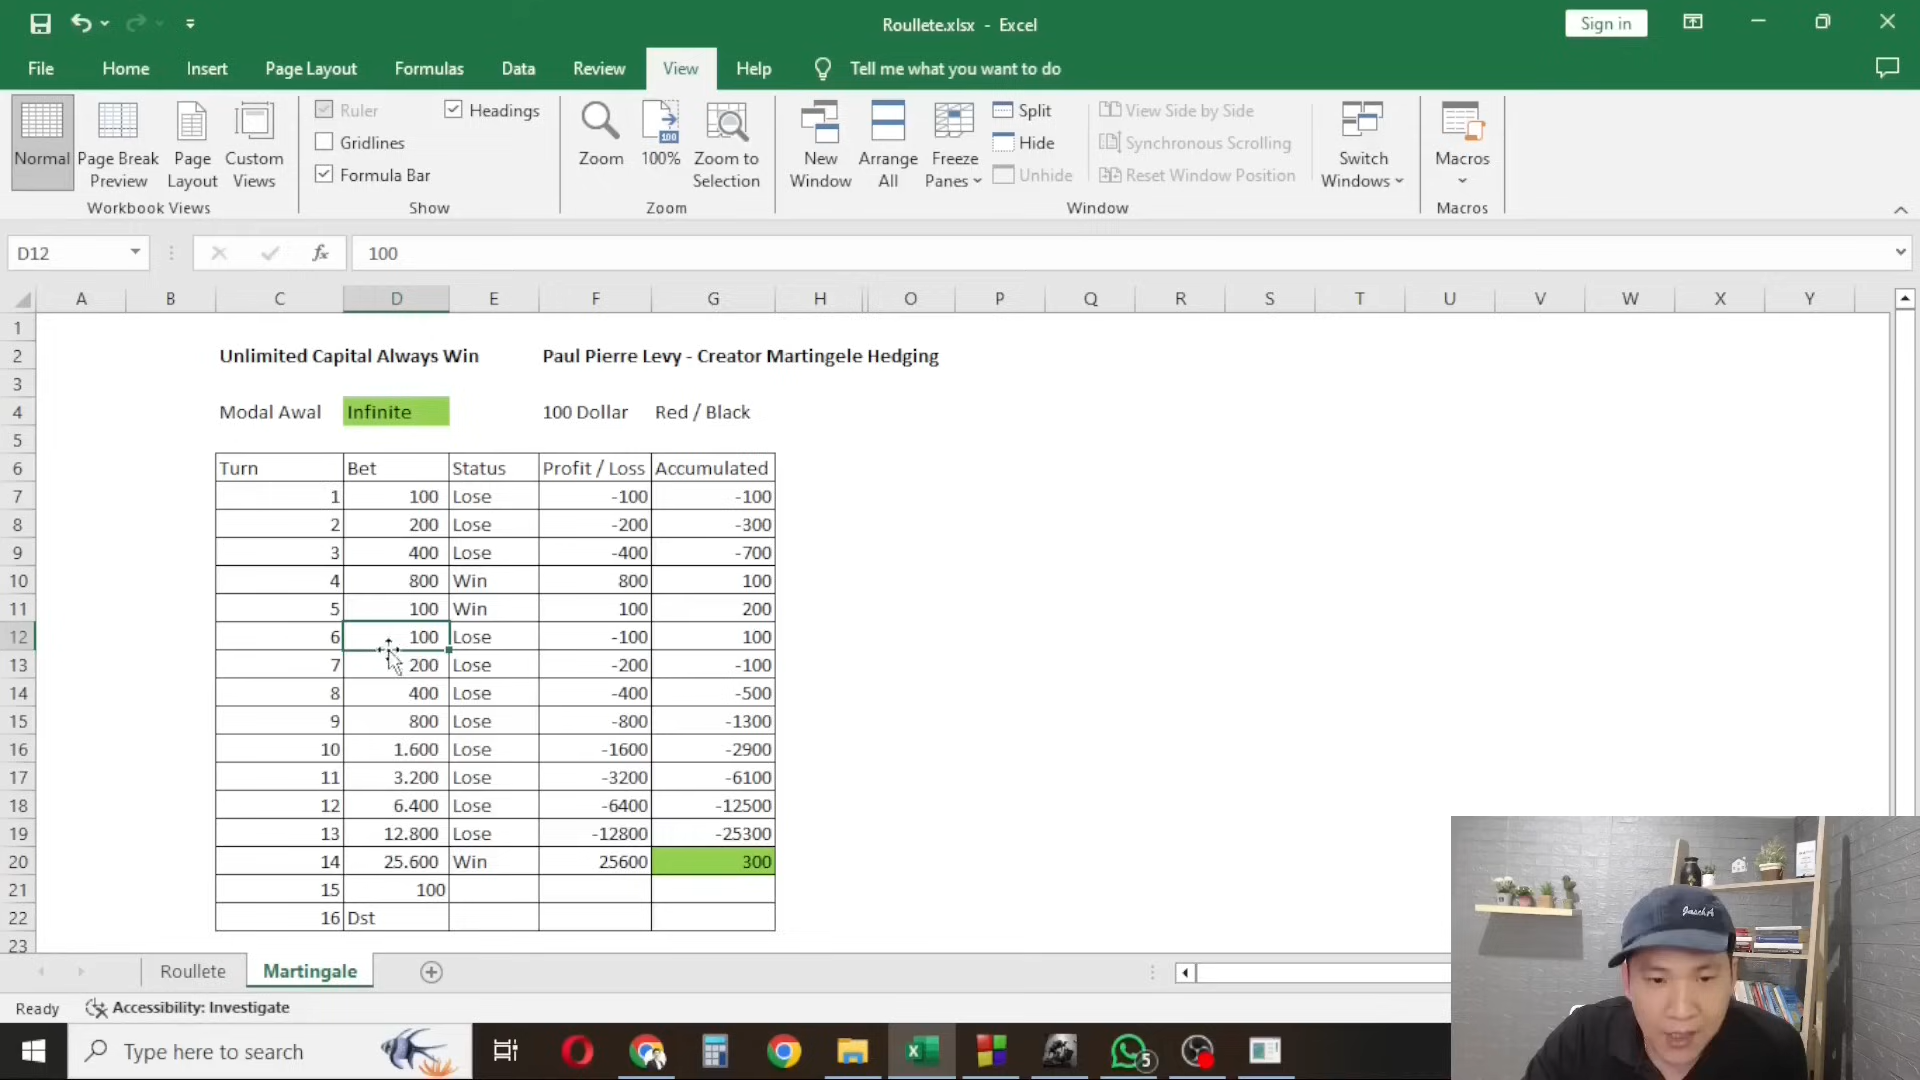 Roullete.xlsx - Excel
Sign in
File Home Insert Page Layout Formulas Data Review View Help Tell me what you want to do
Normal
Page Break Preview
Page Layout
Custom Views
Workbook Views
Ruler
Headings
Gridlines
Formula Bar
Show
Zoom
100
100%
Zoom to Selection
Zoom
New Window
Arrange All
Freeze Panes
Split
Hide
Unhide
View Side by Side
Synchronous Scrolling
Reset Window Position
Window
Switch Windows
Macros
Macros
D12 fx 100
A B C D E F G H O P Q R S T U V W X Y
1
2 Unlimited Capital Always Win Paul Pierre Levy - Creator Martingele Hedging
3
4 Modal Awal Infinite 100 Dollar Red / Black
5
6 Turn Bet Status Profit / Loss Accumulated
7 1 100 Lose -100 -100
8 2 200 Lose -200 -300
9 3 400 Lose -400 -700
10 4 800 Win 800 100
11 5 100 Win 100 200
12 6 100 Lose -100 100
13 7 200 Lose -200 -100
14 8 400 Lose -400 -500
15 9 800 Lose -800 -1300
16 10 1.600 Lose -1600 -2900
17 11 3.200 Lose -3200 -6100
18 12 6.400 Lose -6400 -12500
19 13 12.800 Lose -12800 -25300
20 14 25.600 Win 25600 300
21 15 100
22 16 Dst
23
Roullete Martingale
Ready Accessibility: Investigate
Type here to search
5